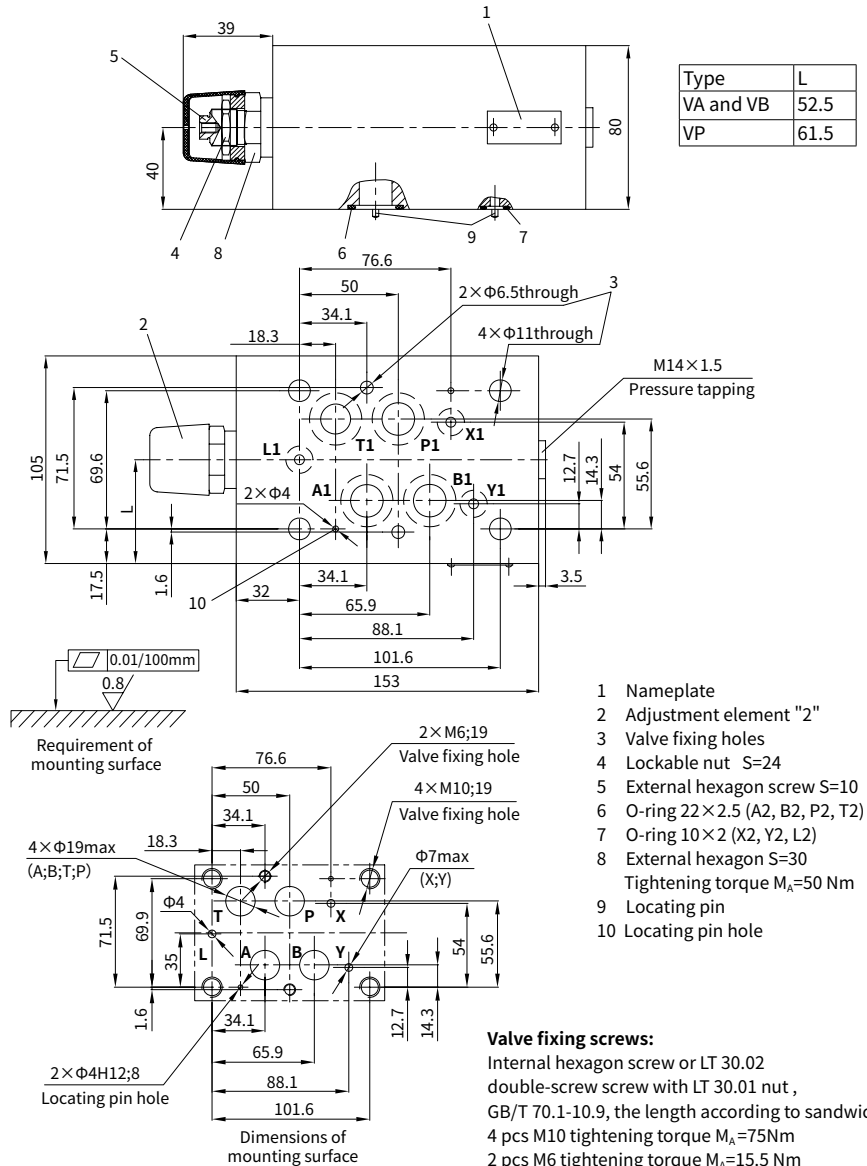 39
1
5
80
40
4
8
6
9
7
Type L
VA and VB 52.5
VP 61.5
76.6
50
34.1
18.3
2×Φ6.5through
3
4×Φ11through
2
M14×1.5
Pressure tapping
105
71.5
69.6
L
17.5
1.6
L1
T1
P1
X1
A1
B1
Y1
2×Φ4
10
12.7
14.3
54
55.6
3.5
34.1
32
65.9
88.1
101.6
153
0.01/100mm
0.8
Requirement of
mounting surface
1 Nameplate
2 Adjustment element "2"
3 Valve fixing holes
4 Lockable nut S=24
5 External hexagon screw S=10
6 O-ring 22×2.5 (A2, B2, P2, T2)
7 O-ring 10×2 (X2, Y2, L2)
8 External hexagon S=30
Tightening torque MA=50 Nm
9 Locating pin
10 Locating pin hole
76.6
50
34.1
18.3
2×M6;19
Valve fixing hole
4×M10;19
Valve fixing hole
4×Φ19max
(A;B;T;P)
Φ7max
(X;Y)
Φ4
T
P
X
L
A
B
Y
71.5
69.9
35
1.6
54
55.6
12.7
14.3
34.1
65.9
88.1
101.6
2×Φ4H12;8
Locating pin hole
Dimensions of
mounting surface
Valve fixing screws:
Internal hexagon screw or LT 30.02
double-screw screw with LT 30.01 nut ,
GB/T 70.1-10.9, the length according to sandwic
4 pcs M10 tightening torque MA=75Nm
2 pcs M6 tightening torque MA=15.5 Nm